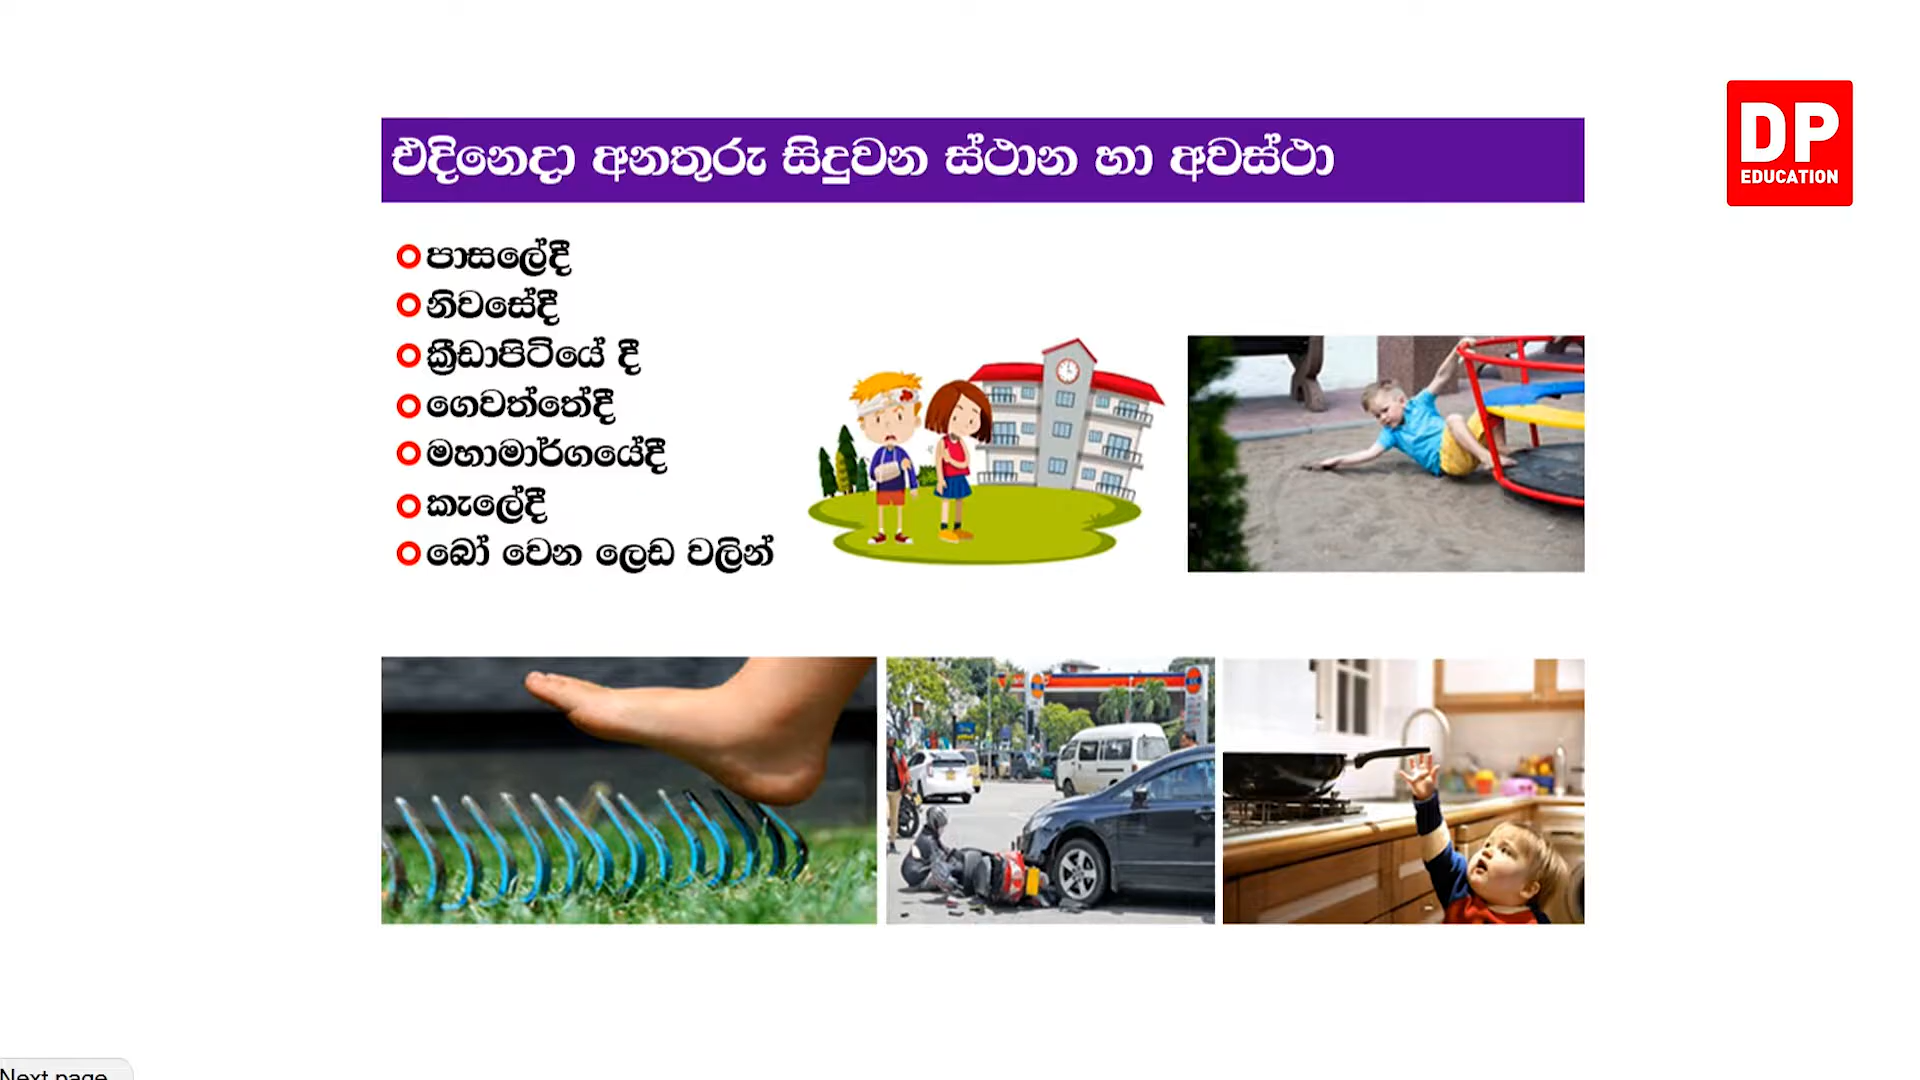 එදිනෙදා අනතුරු සිදුවන ස්ථාන හා අවස්ථා
DP
EDUCATION
පාසලේදී
නිවසේදී
ක්‍රීඩාපිටියේ දී
ගෙවත්තේදී
මහාමාර්ගයේදී
කැලේදී
බෝ වෙන ලෙඩ වලින්
Next page